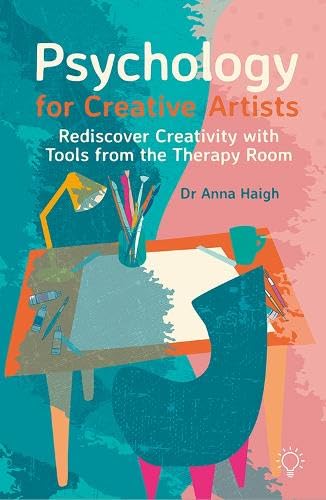 Psychology
for Creative Artists
Rediscover Creativity with
Tools from the Therapy Room
Dr Anna Haigh